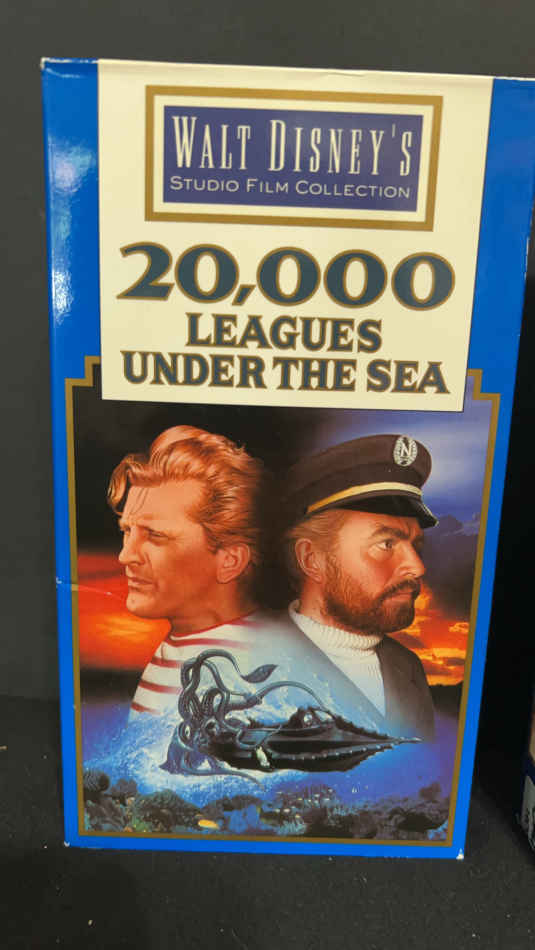 WALT DISNEY'S
STUDIO FILM COLLECTION
20,000
LEAGUES
UNDER THE SEA
N